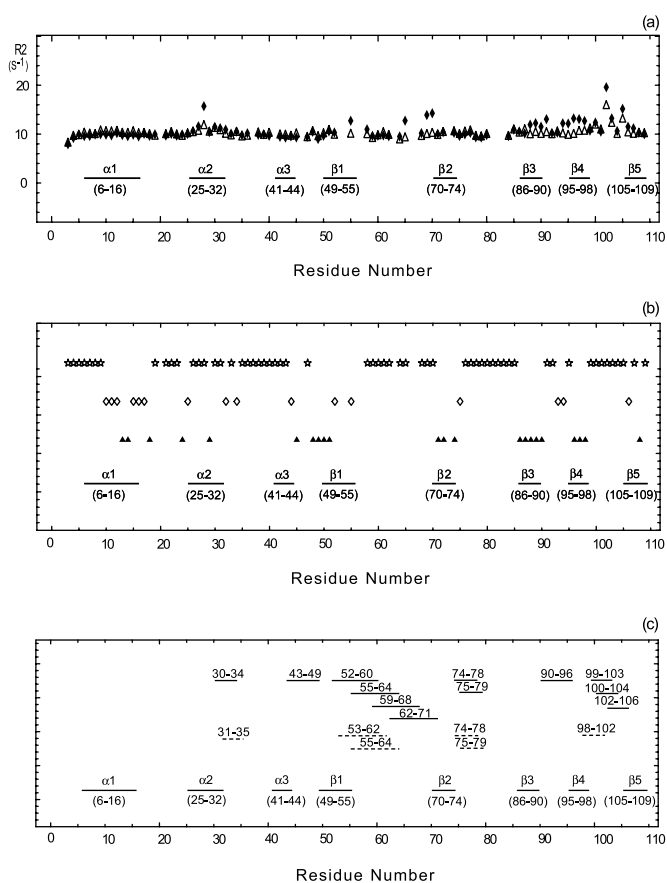 (a)
R2
(s-1)
20
10
0
α1 α2 α3 β1 β2 β3 β4 β5
(6-16) (25-32) (41-44) (49-55) (70-74) (86-90) (95-98) (105-109)
0 10 20 30 40 50 60 70 80 90 100 110
Residue Number
(b)
α1 α2 α3 β1 β2 β3 β4 β5
(6-16) (25-32) (41-44) (49-55) (70-74) (86-90) (95-98) (105-109)
0 10 20 30 40 50 60 70 80 90 100 110
Residue Number
(c)
30-34 43-49 52-60 74-78 90-96 99-103
55-64 75-79 100-104
59-68 102-106
62-71
31-35 53-62 74-78 98-102
55-64 75-79
α1 α2 α3 β1 β2 β3 β4 β5
(6-16) (25-32) (41-44) (49-55) (70-74) (86-90) (95-98) (105-109)
0 10 20 30 40 50 60 70 80 90 100 110
Residue Number